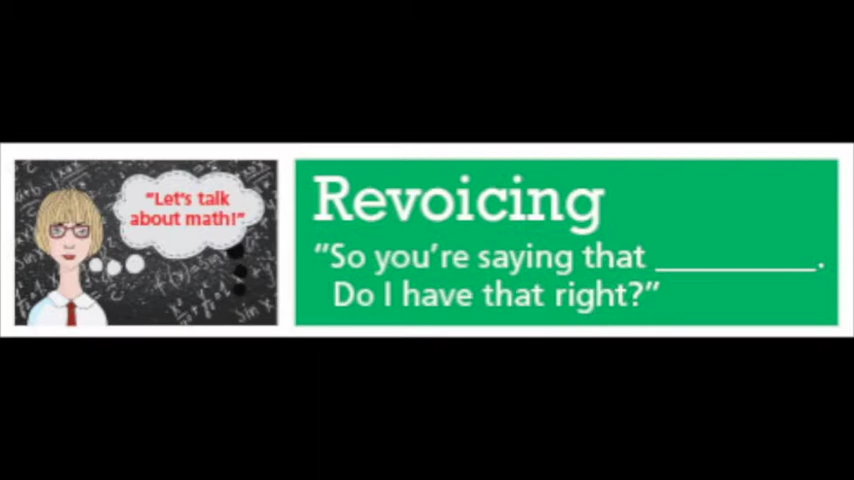 "Let's talk
about math!"
Revoicing
"So you're saying that __________.
Do I have that right?"